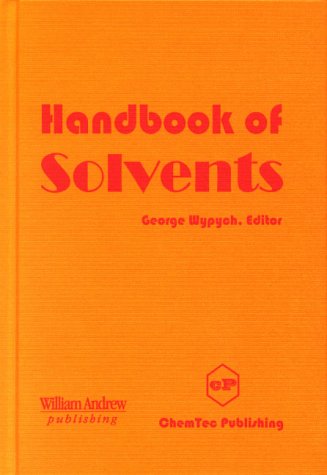 Handbook of
Solvents
George Wypych, Editor
CP
William Andrew
publishing
ChemTec Publishing